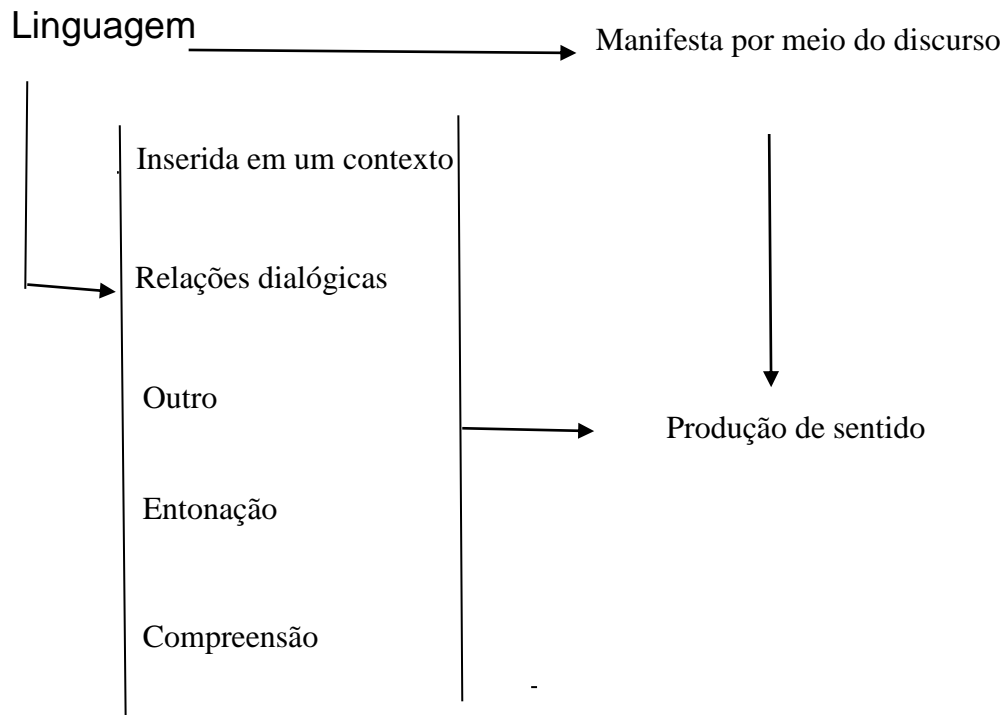 Linguagem
Manifesta por meio do discurso
Inserida em um contexto
Relações dialógicas
Outro
Produção de sentido
Entonação
Compreensão